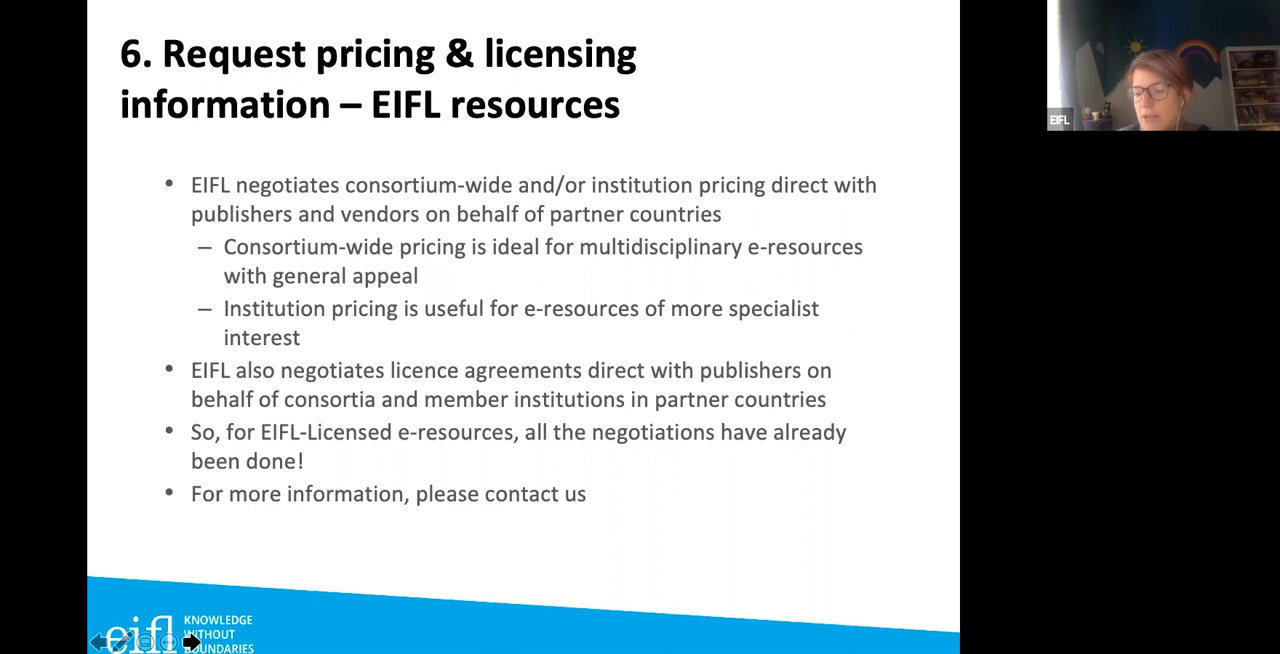 6. Request pricing & licensing
information – EIFL resources
• EIFL negotiates consortium-wide and/or institution pricing direct with
publishers and vendors on behalf of partner countries
– Consortium-wide pricing is ideal for multidisciplinary e-resources
with general appeal
– Institution pricing is useful for e-resources of more specialist
interest
• EIFL also negotiates licence agreements direct with publishers on
behalf of consortia and member institutions in partner countries
• So, for EIFL-Licensed e-resources, all the negotiations have already
been done!
• For more information, please contact us
eifl
KNOWLEDGE
WITHOUT
BOUNDARIES
EIFL